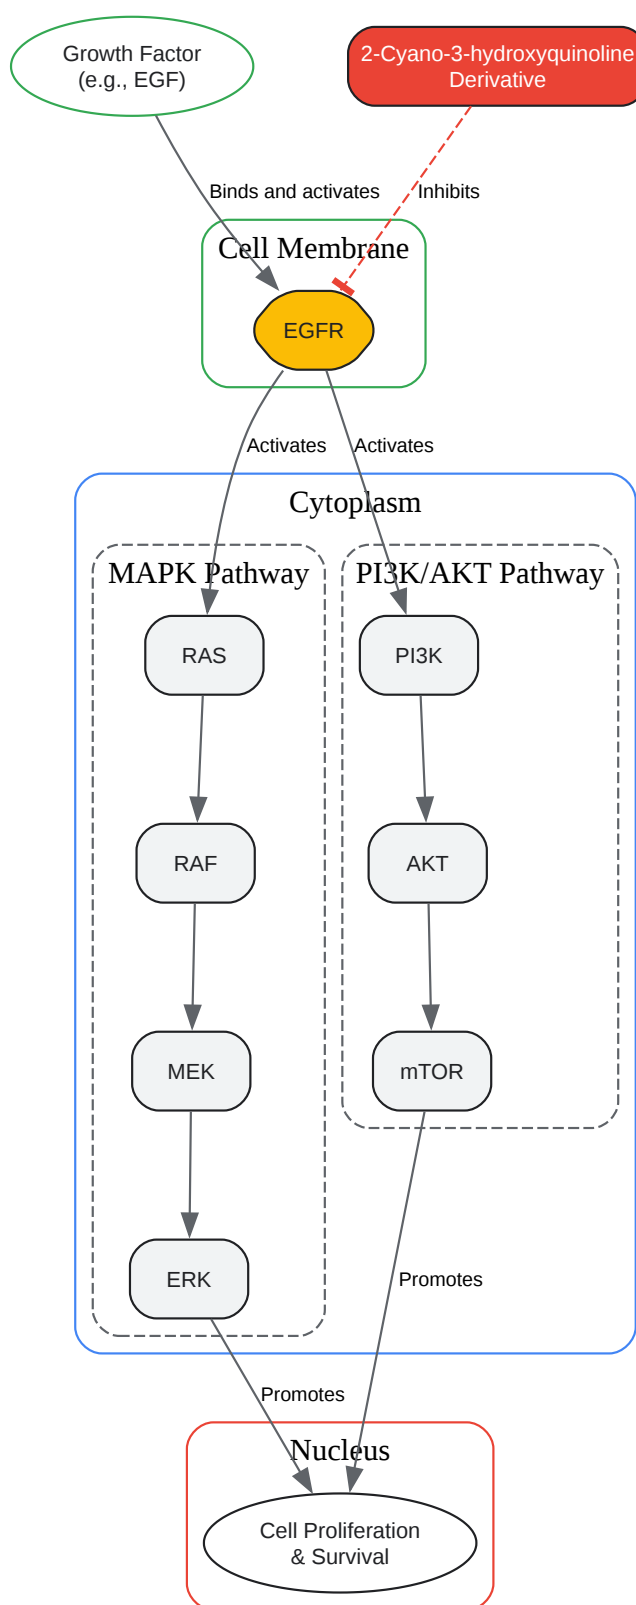 Growth Factor
(e.g., EGF)
2-Cyano-3-hydroxyquinoline
Derivative
Binds and activates
Inhibits
Cell Membrane
EGFR
Activates
Activates
Cytoplasm
MAPK Pathway
PI3K/AKT Pathway
RAS
PI3K
RAF
AKT
MEK
mTOR
ERK
Promotes
Promotes
Nucleus
Cell Proliferation
& Survival